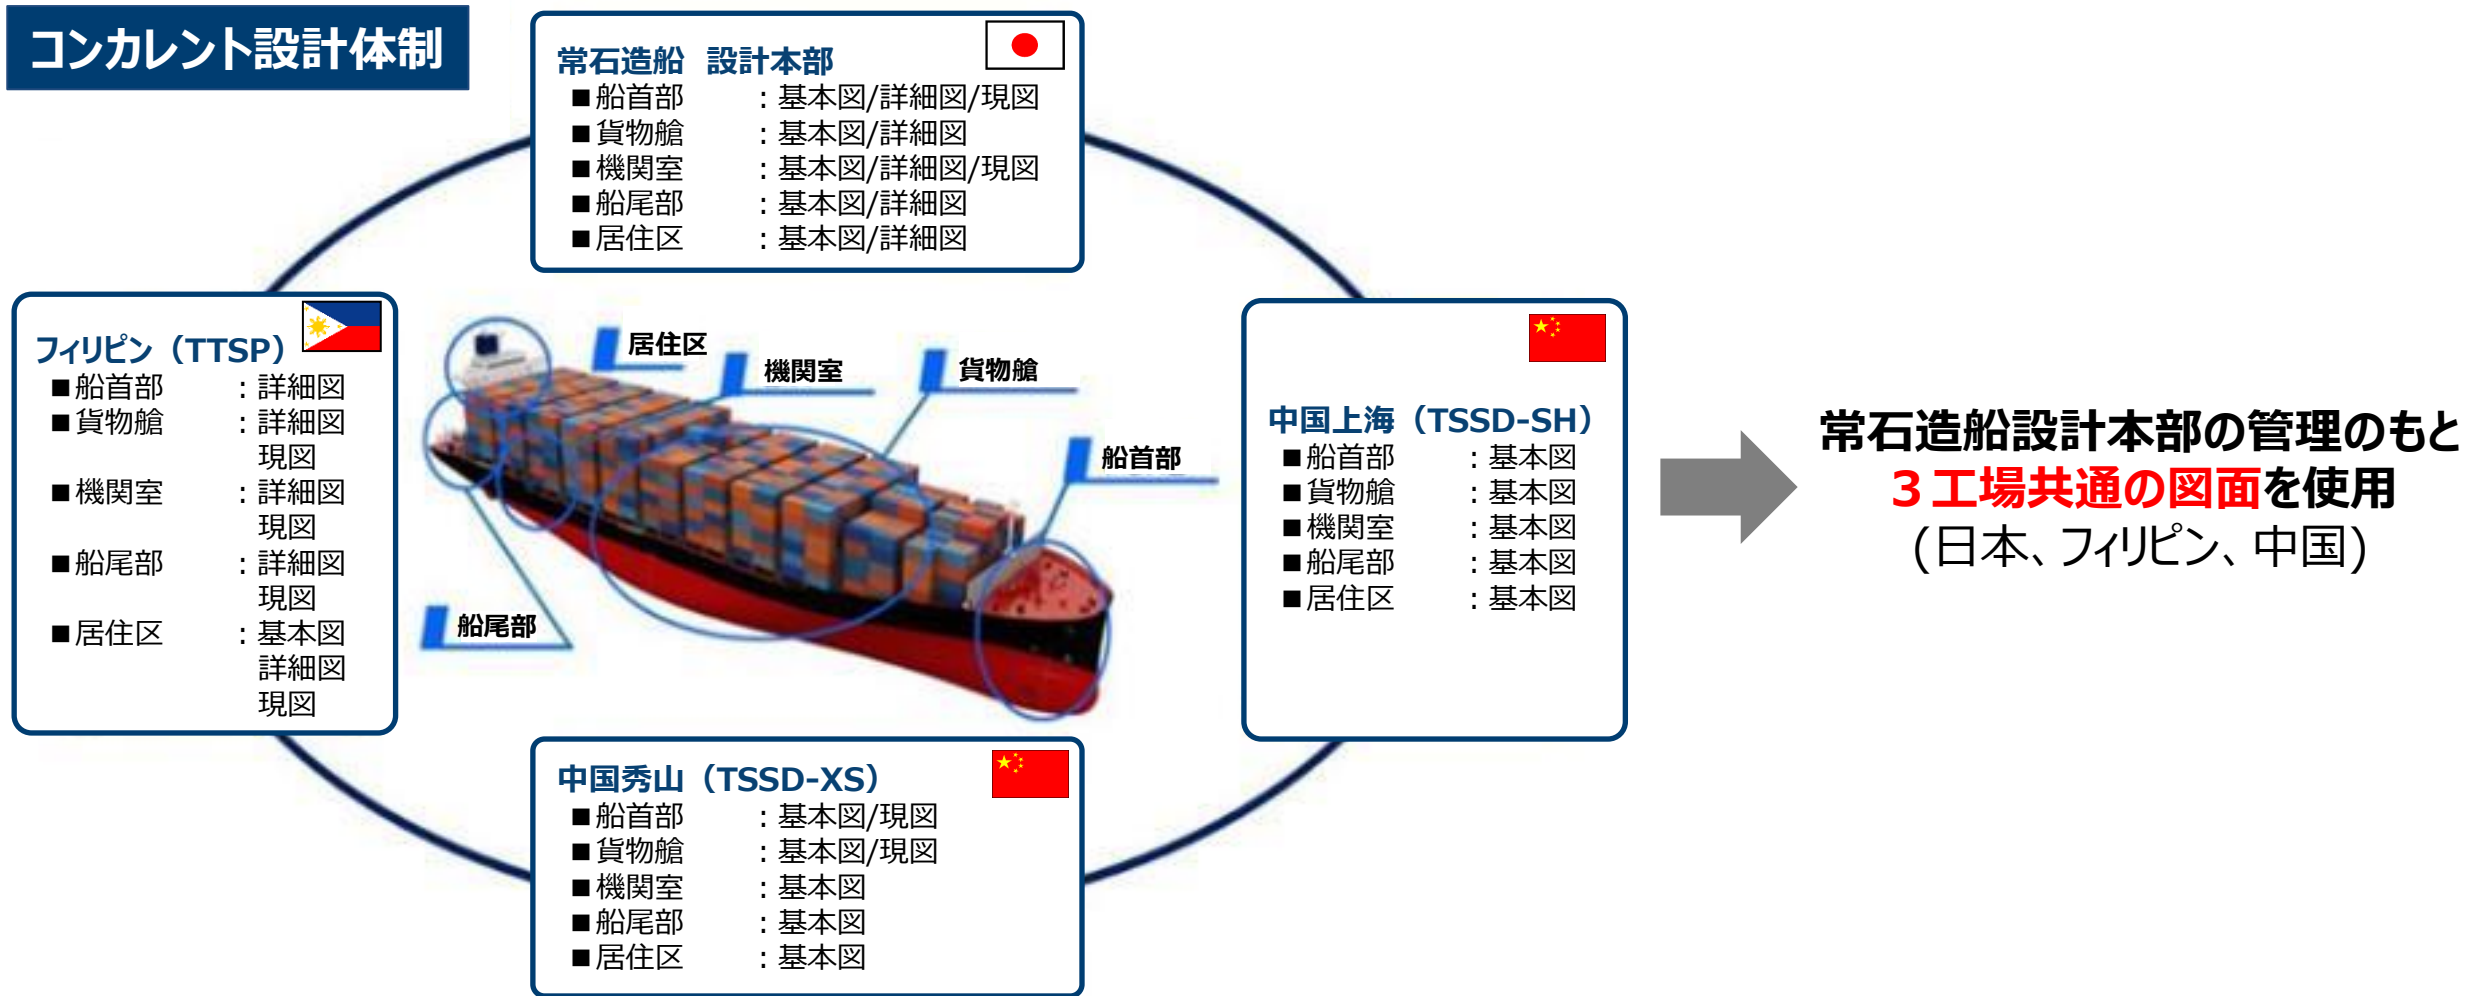 コンカレント設計体制
常石造船 設計本部
■船首部 ：基本図/詳細図/現図
■貨物艙 ：基本図/詳細図
■機関室 ：基本図/詳細図/現図
■船尾部 ：基本図/詳細図
■居住区 ：基本図/詳細図
フィリピン（TTSP）
■船首部 ：詳細図
■貨物艙 ：詳細図
現図
■機関室 ：詳細図
現図
■船尾部 ：詳細図
現図
■居住区 ：基本図
詳細図
現図
居住区
機関室
貨物艙
船首部
船尾部
中国上海（TSSD-SH）
■船首部 ：基本図
■貨物艙 ：基本図
■機関室 ：基本図
■船尾部 ：基本図
■居住区 ：基本図
中国秀山（TSSD-XS）
■船首部 ：基本図/現図
■貨物艙 ：基本図/現図
■機関室 ：基本図
■船尾部 ：基本図
■居住区 ：基本図
常石造船設計本部の管理のもと
３工場共通の図面を使用
(日本、フィリピン、中国)